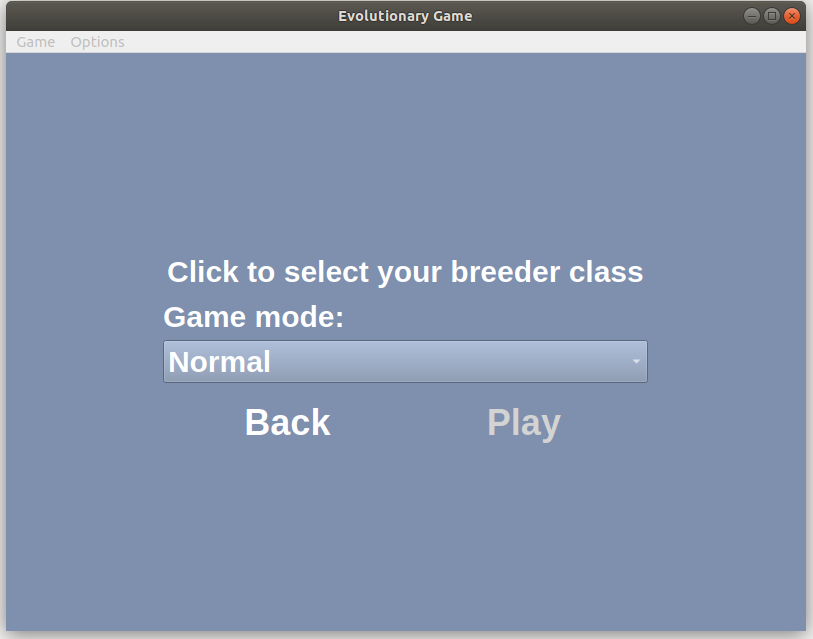 Evolutionary Game
Game Options
Click to select your breeder class
Game mode:
Normal
Back Play